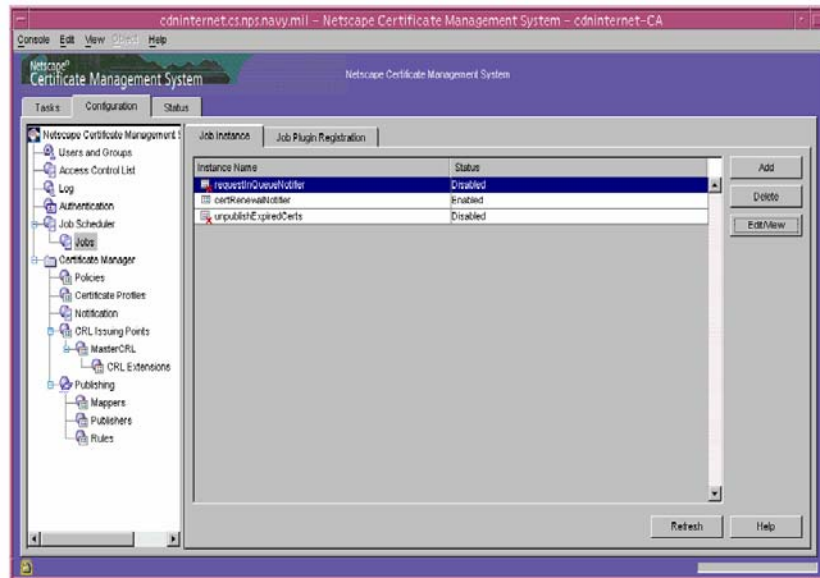 cdninternet.cs.nps.navy.mil - Netscape Certificate Management System - cdninternet-CA
Console Edit View Object Help
Netscape®
Certificate Management System
Netscape Certificate Management System
Tasks Configuration Status
Netscape Certificate Management S
Users and Groups
Access Control List
Log
Authentication
Job Scheduler
Jobs
Certificate Manager
Policies
Certificate Profiles
Notification
CRL Issuing Points
MasterCRL
CRL Extensions
Publishing
Mappers
Publishers
Rules
Job Instance Job Plugin Registration
Instance Name Status
requestInQueueNotifier Disabled
certRenewalNotifier Enabled
unpublishExpiredCerts Disabled
Add
Delete
Edit/View
Refresh Help